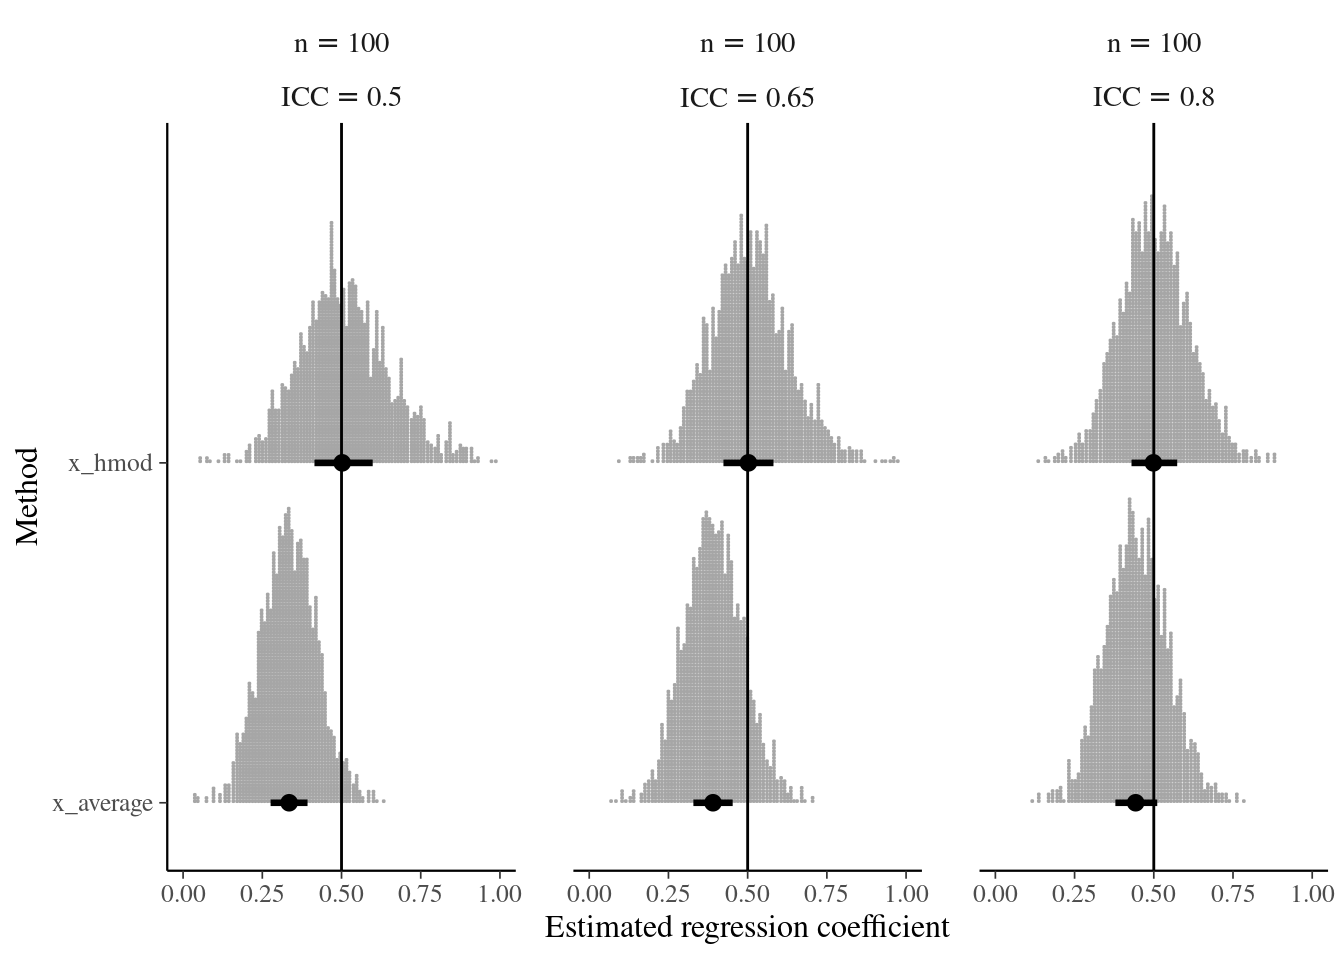 n = 100
n = 100
n = 100
ICC = 0.5
ICC = 0.65
ICC = 0.8
Method
x_hmod
x_average
0.00 0.25 0.50 0.75 1.00
0.00 0.25 0.50 0.75 1.00
0.00 0.25 0.50 0.75 1.00
Estimated regression coefficient